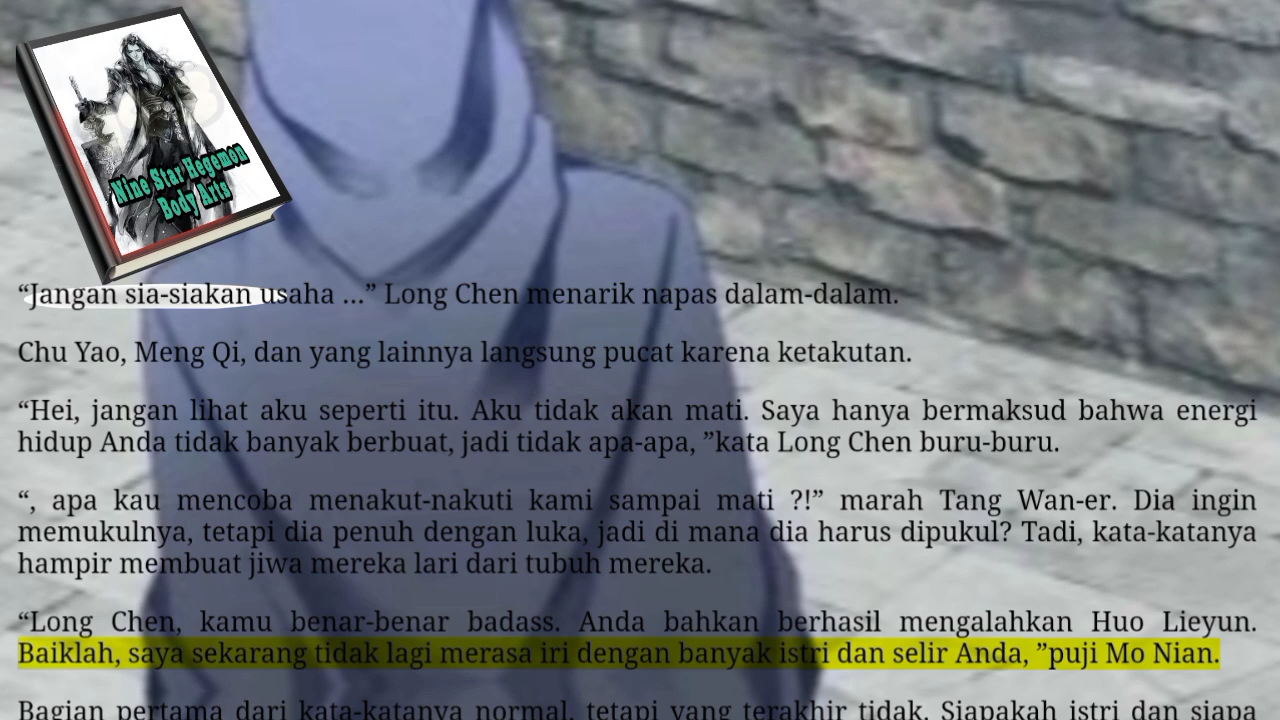 Nine Star Hegemon
Body Arts
“Jangan sia-siakan usaha ...” Long Chen menarik napas dalam-dalam.
Chu Yao, Meng Qi, dan yang lainnya langsung pucat karena ketakutan.
“Hei, jangan lihat aku seperti itu. Aku tidak akan mati. Saya hanya bermaksud bahwa energi
hidup Anda tidak banyak berbuat, jadi tidak apa-apa, ”kata Long Chen buru-buru.
“, apa kau mencoba menakut-nakuti kami sampai mati ?!” marah Tang Wan-er. Dia ingin
memukulnya, tetapi dia penuh dengan luka, jadi di mana dia harus dipukul? Tadi, kata-katanya
hampir membuat jiwa mereka lari dari tubuh mereka.
“Long Chen, kamu benar-benar badass. Anda bahkan berhasil mengalahkan Huo Lieyun.
Baiklah, saya sekarang tidak lagi merasa iri dengan banyak istri dan selir Anda, ”puji Mo Nian.
Bagian pertama dari kata-katanya normal, tetapi yang terakhir tidak. Siapakah istri dan siapa